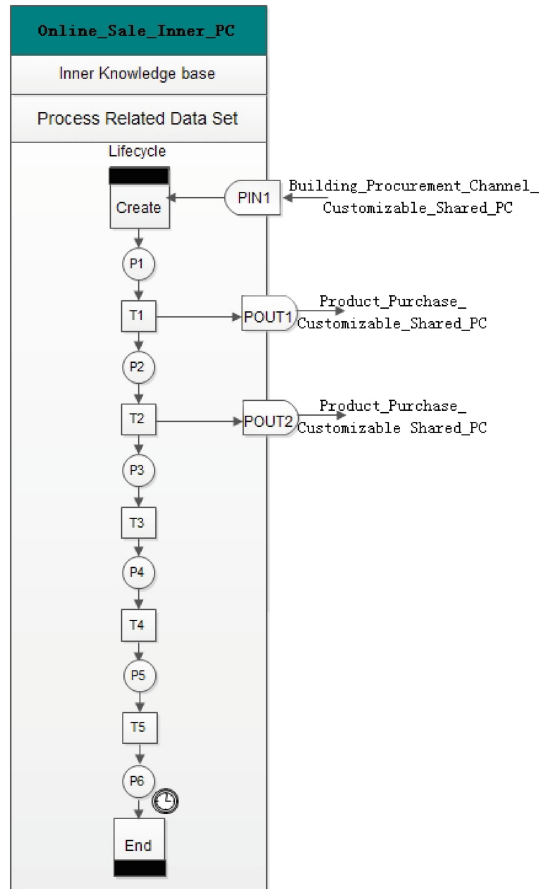 Online_Sale_Inner_PC
Inner Knowledge base
Process Related Data Set
Lifecycle
Create
PIN1
Building_Procurement_Channel_
Customizable_Shared_PC
P1
T1
POUT1
Product_Purchase_
Customizable_Shared_PC
P2
T2
POUT2
Product_Purchase_
Customizable Shared_PC
P3
T3
P4
T4
P5
T5
P6
End